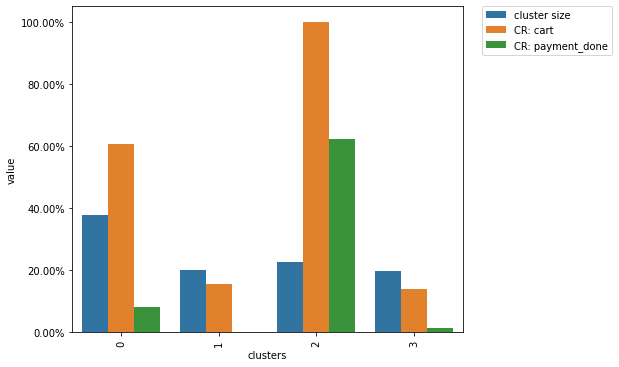 cluster size
CR: cart
CR: payment_done
100.00%
80.00%
60.00%
40.00%
20.00%
0.00%
value
0
1
2
3
clusters